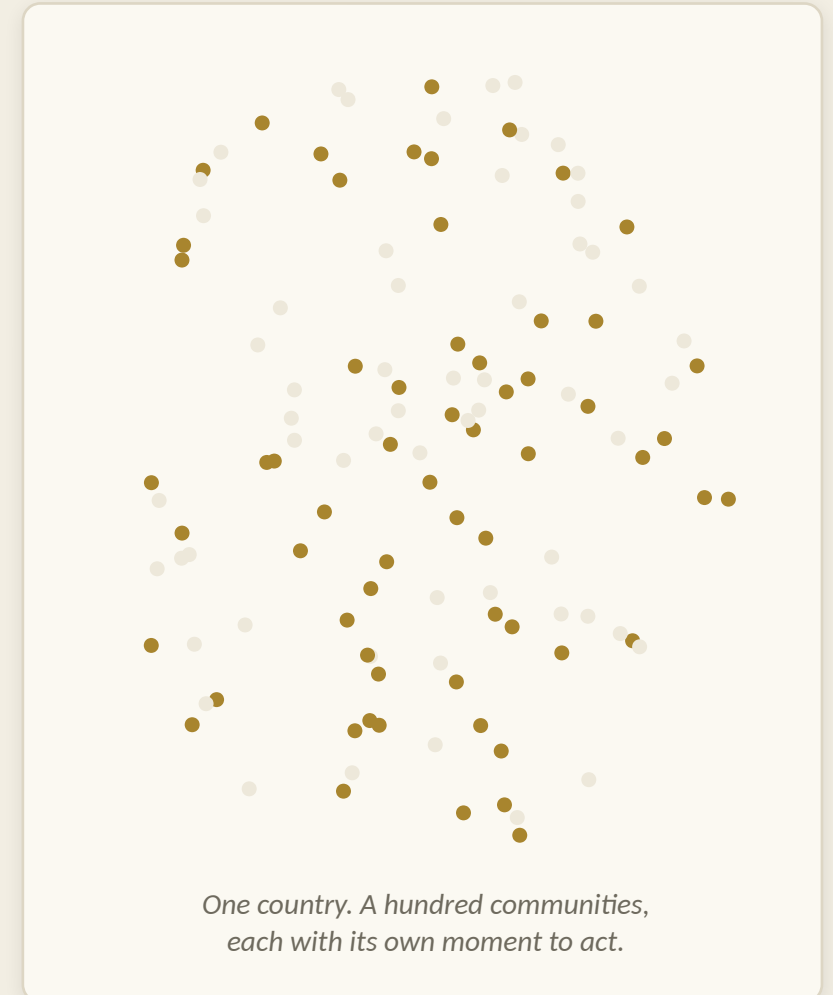 One country. A hundred communities,
each with its own moment to act.